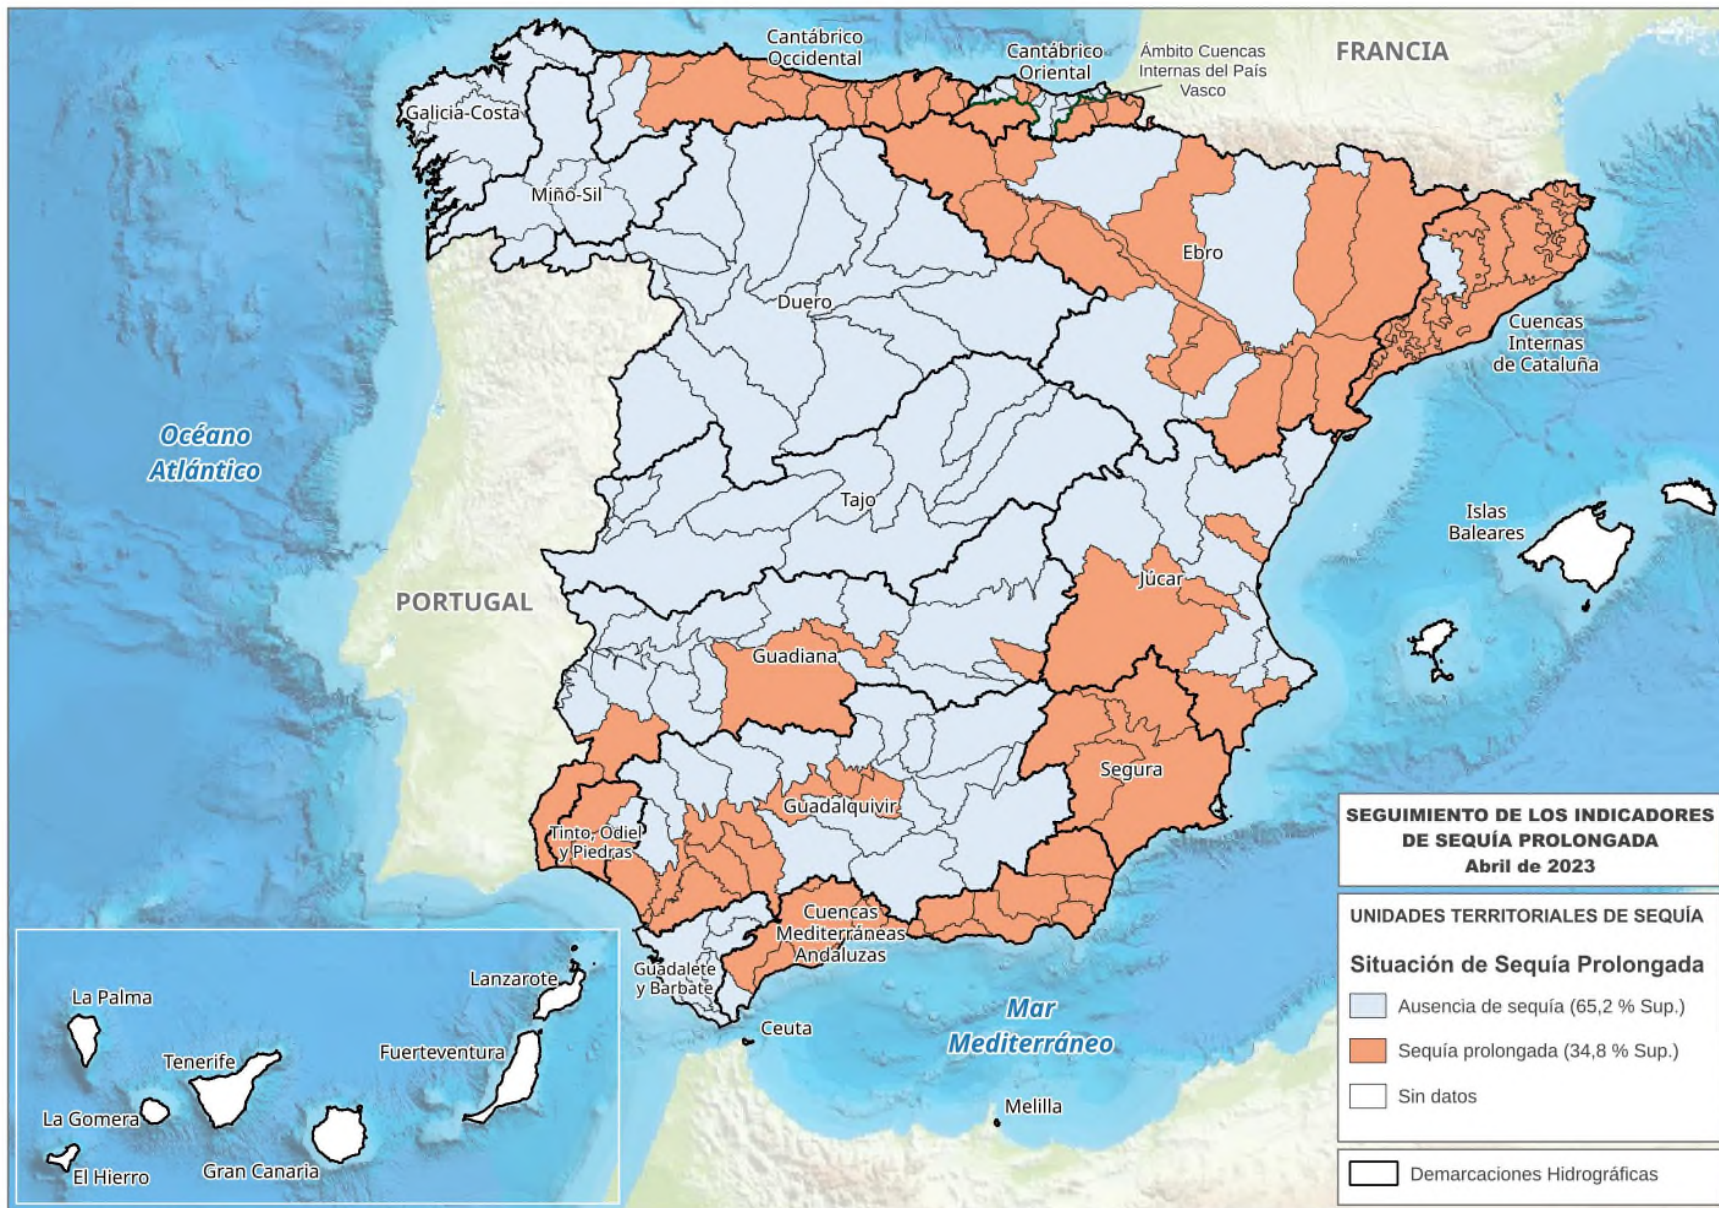 Cantábrico
Occidental
Cantábrico
Oriental
Ámbito Cuencas
Internas del País
Vasco
FRANCIA
Galicia-Costa
Miño-Sil
Ebro
Duero
Cuencas
Internas
de Cataluña
Océano
Atlántico
Tajo
Islas
Baleares
Júcar
PORTUGAL
Guadiana
Segura
Guadalquivir
Tinto, Odiel
y Piedras
Cuencas
Mediterráneas
Andaluzas
Guadalete
y Barbate
Ceuta
Mar
Mediterráneo
Melilla
Lanzarote
La Palma
Fuerteventura
Tenerife
La Gomera
Gran Canaria
El Hierro
SEGUIMIENTO DE LOS INDICADORES
DE SEQUÍA PROLONGADA
Abril de 2023
UNIDADES TERRITORIALES DE SEQUÍA
Situación de Sequía Prolongada
Ausencia de sequía (65,2 % Sup.)
Sequía prolongada (34,8 % Sup.)
Sin datos
Demarcaciones Hidrográficas